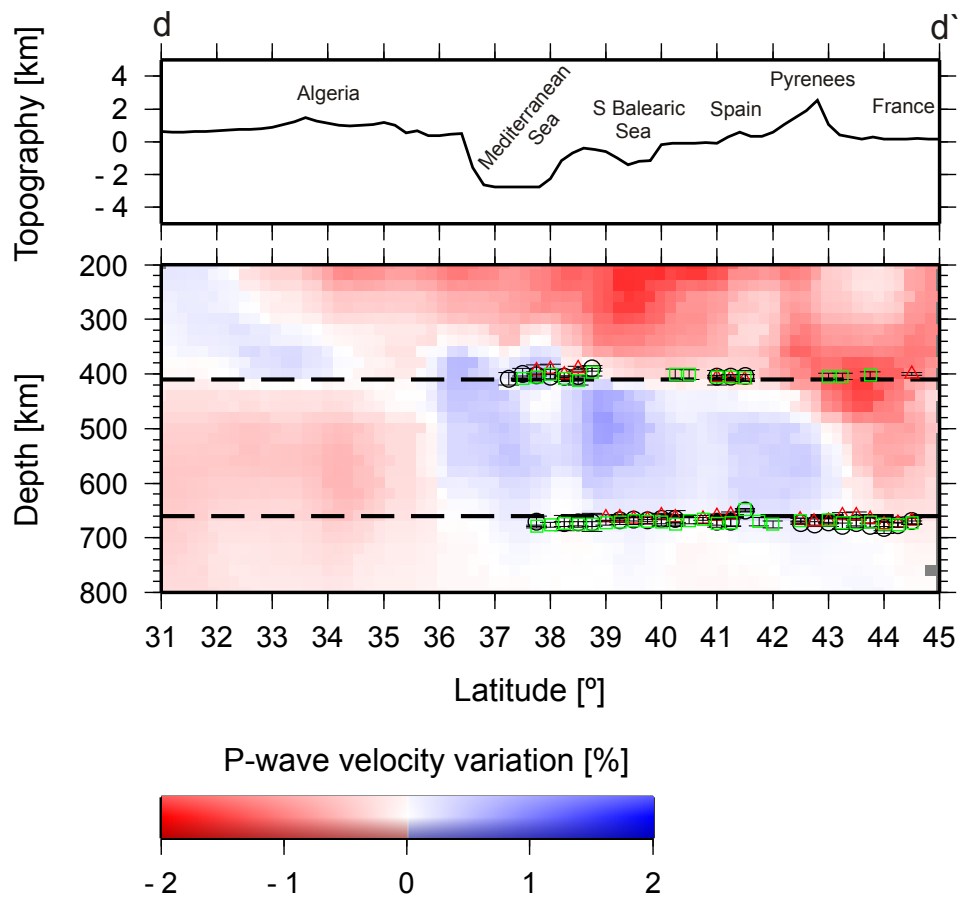 d
d`
Topography [km]
4
2
0
- 2
- 4
Algeria
Mediterranean
Sea
S Balearic
Sea
Spain
Pyrenees
France
Depth [km]
200
300
400
500
600
700
800
31 32 33 34 35 36 37 38 39 40 41 42 43 44 45
Latitude [º]
P-wave velocity variation [%]
- 2 - 1 0 1 2